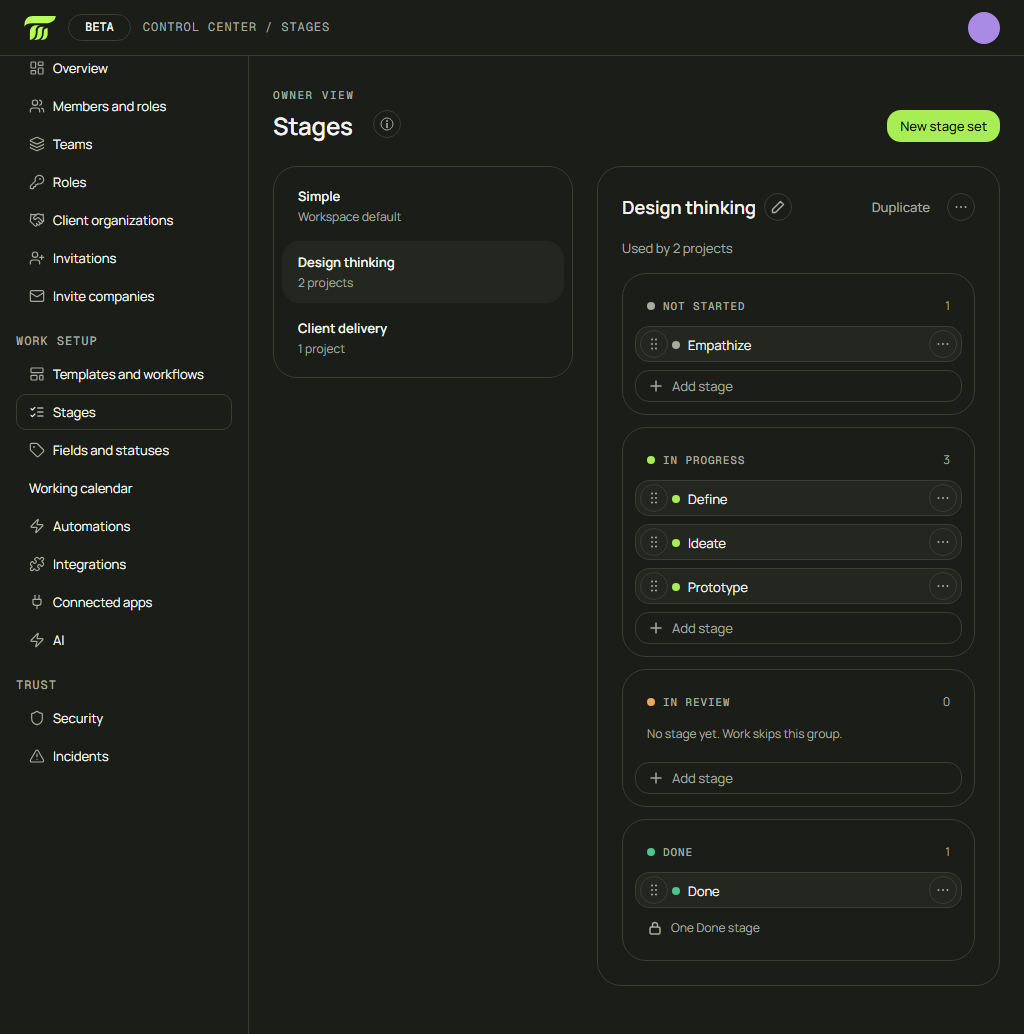 BETA
CONTROL CENTER / STAGES
Overview
Members and roles
Teams
Roles
Client organizations
Invitations
Invite companies
WORK SETUP
Templates and workflows
Stages
Fields and statuses
Working calendar
Automations
Integrations
Connected apps
AI
TRUST
Security
Incidents
OWNER VIEW
Stages
New stage set
Simple
Workspace default
Design thinking
2 projects
Client delivery
1 project
Design thinking
Duplicate
Used by 2 projects
NOT STARTED 1
Empathize
Add stage
IN PROGRESS 3
Define
Ideate
Prototype
Add stage
IN REVIEW 0
No stage yet. Work skips this group.
Add stage
DONE 1
Done
One Done stage